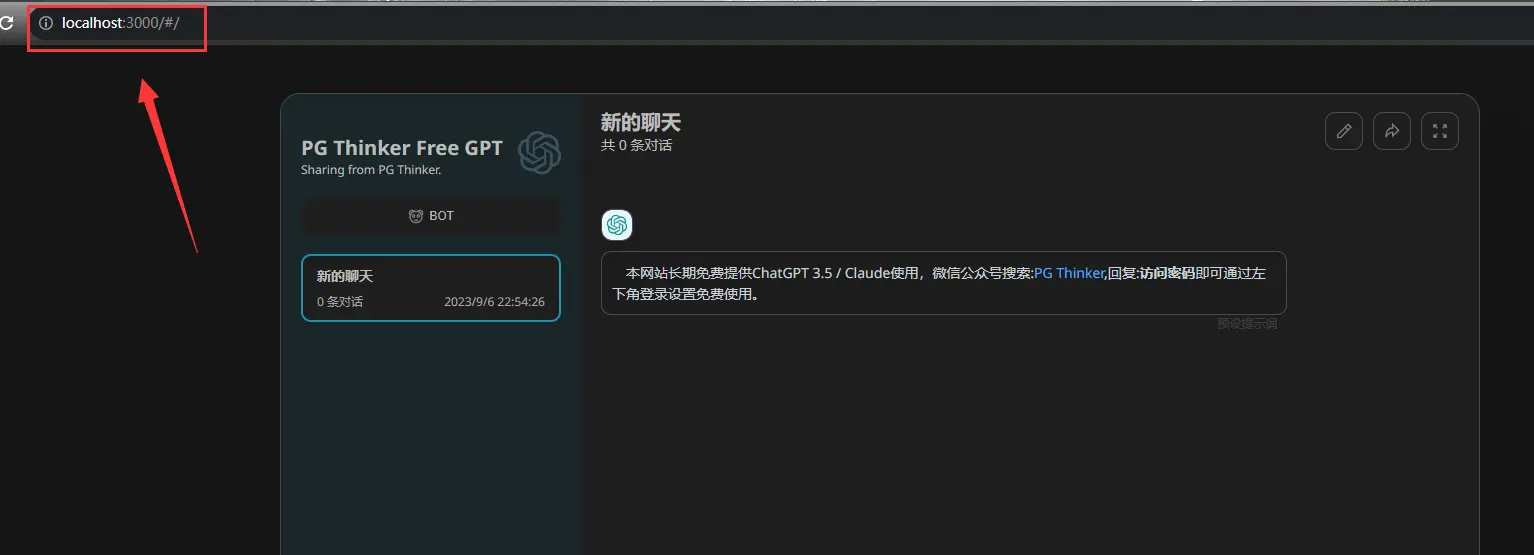 localhost:3000/#/
PG Thinker Free GPT
Sharing from PG Thinker.
BOT
新的聊天
0 条对话
2023/9/6 22:54:26
新的聊天
共 0 条对话
本网站长期免费提供ChatGPT 3.5 / Claude使用，微信公众号搜索:PG Thinker,回复:访问密码即可通过左
下角登录设置免费使用。
预设提示词